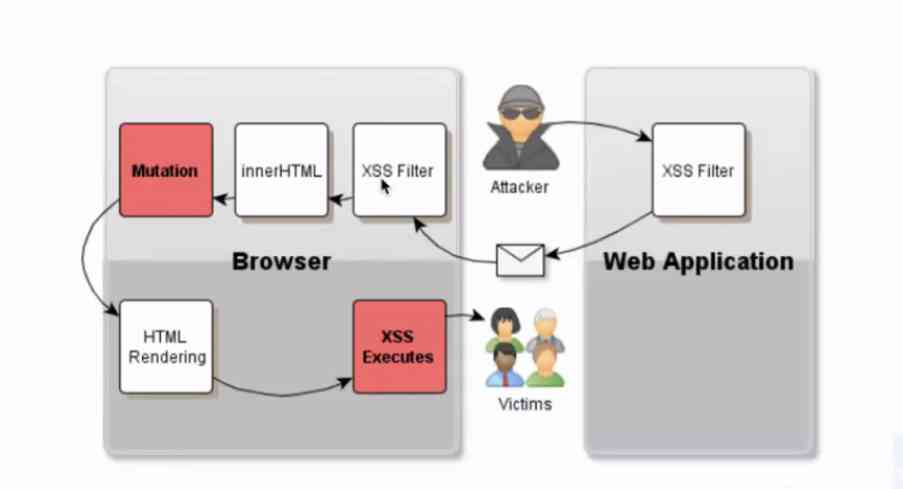 Mutation
innerHTML
XSS Filter
Attacker
XSS Filter
Browser
Web Application
HTML
Rendering
XSS
Executes
Victims